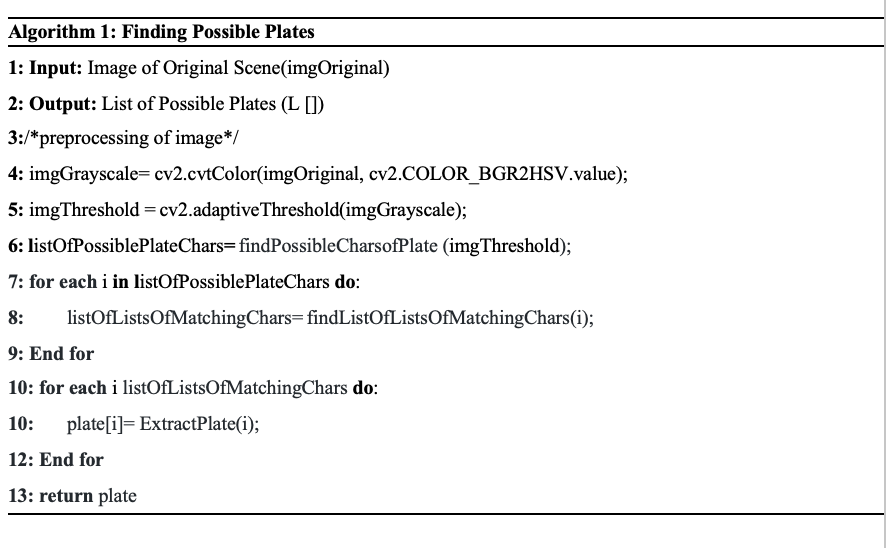 Algorithm 1: Finding Possible Plates
1: Input: Image of Original Scene(imgOriginal)
2: Output: List of Possible Plates (L [])
3:/*preprocessing of image*/
4: imgGrayscale= cv2.cvtColor(imgOriginal, cv2.COLOR_BGR2HSV.value);
5: imgThreshold = cv2.adaptiveThreshold(imgGrayscale);
6: listOfPossiblePlateChars= findPossibleCharsofPlate (imgThreshold);
7: for each i in listOfPossiblePlateChars do:
8: listOfListsOfMatchingChars= findListOfListsOfMatchingChars(i);
9: End for
10: for each i listOfListsOfMatchingChars do:
10: plate[i]= ExtractPlate(i);
12: End for
13: return plate